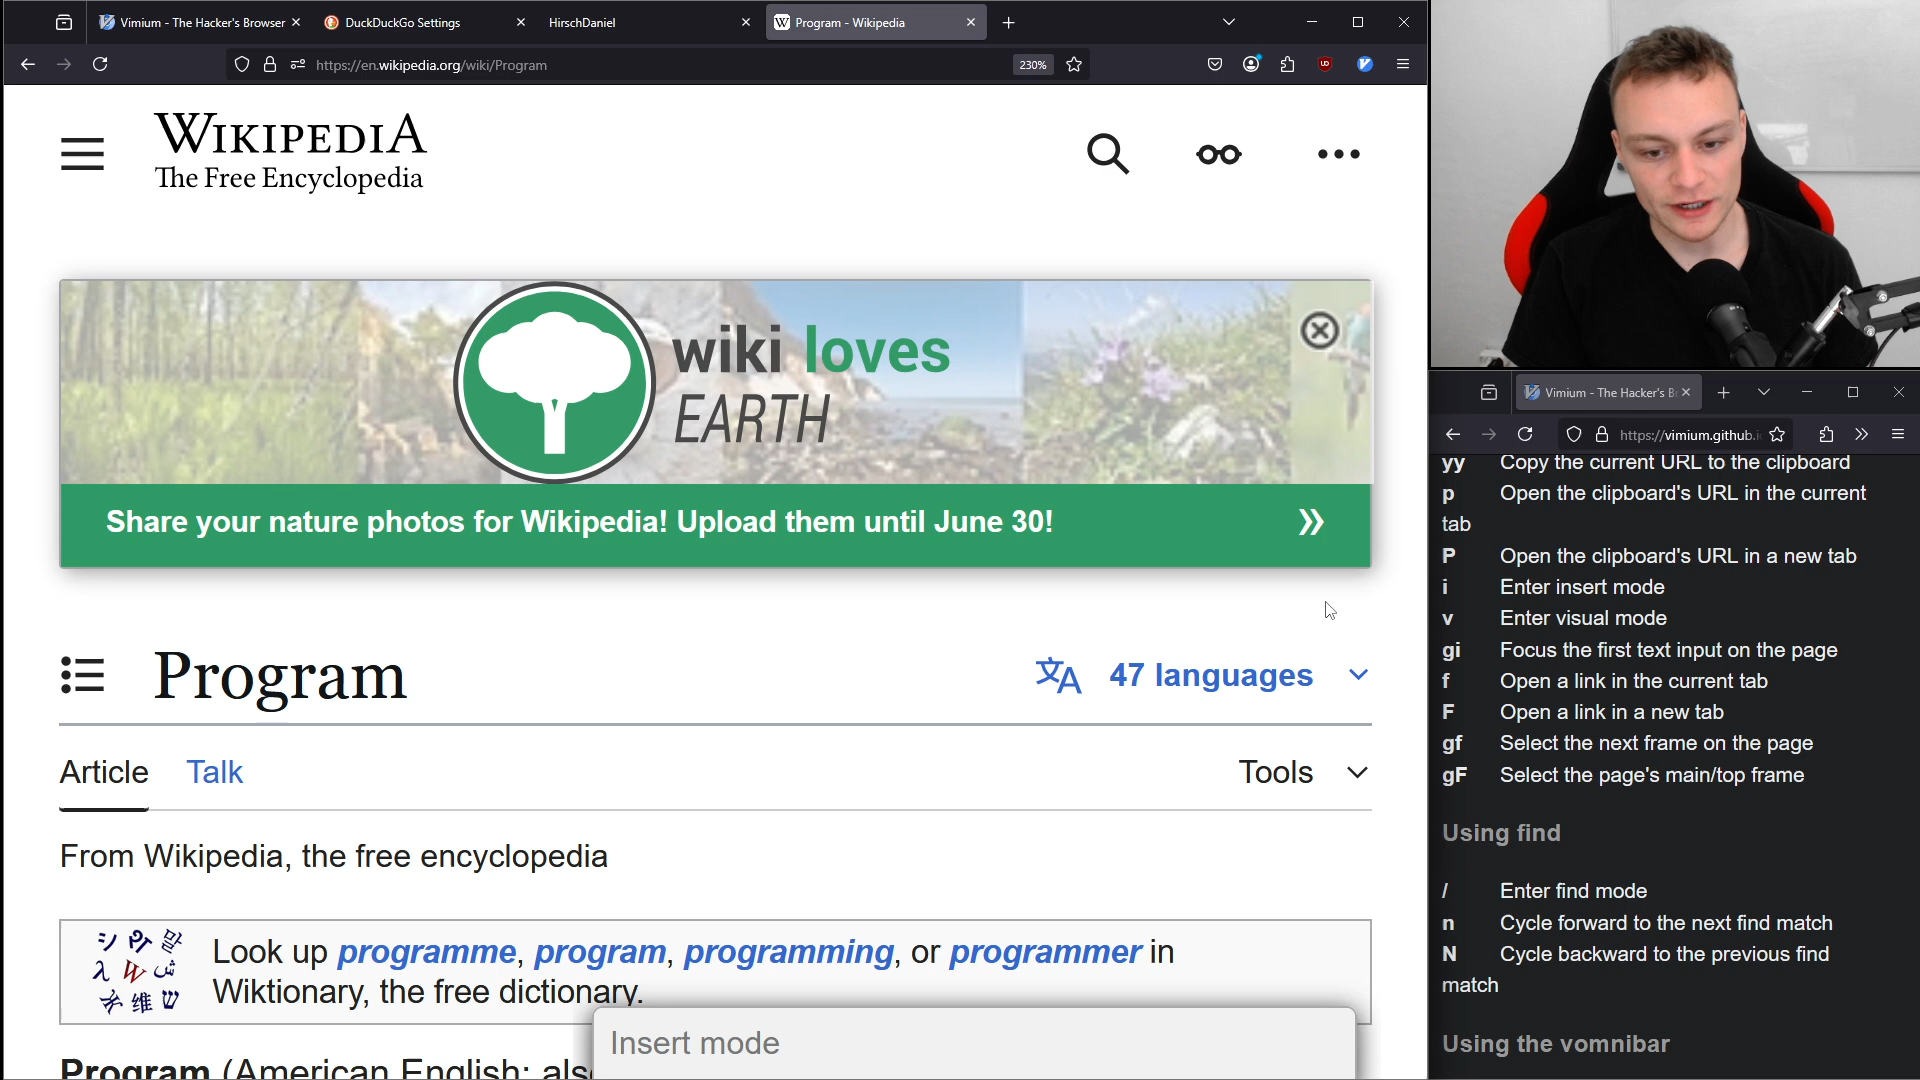 Vimium - The Hacker's Browser
DuckDuckGo Settings
HirschDaniel
Program - Wikipedia
https://en.wikipedia.org/wiki/Program
230%
WIKIPEDIA
The Free Encyclopedia
wiki loves
EARTH
Share your nature photos for Wikipedia! Upload them until June 30!
Program
47 languages
Article
Talk
Tools
From Wikipedia, the free encyclopedia
Look up programme, program, programming, or programmer in
Wiktionary, the free dictionary.
Program (American English; also
Insert mode
Vimium - The Hacker's Br
https://vimium.github.i
yy Copy the current URL to the clipboard
p Open the clipboard's URL in the current
tab
P Open the clipboard's URL in a new tab
i Enter insert mode
v Enter visual mode
gi Focus the first text input on the page
f Open a link in the current tab
F Open a link in a new tab
gf Select the next frame on the page
gF Select the page's main/top frame
Using find
/ Enter find mode
n Cycle forward to the next find match
N Cycle backward to the previous find
match
Using the vomnibar